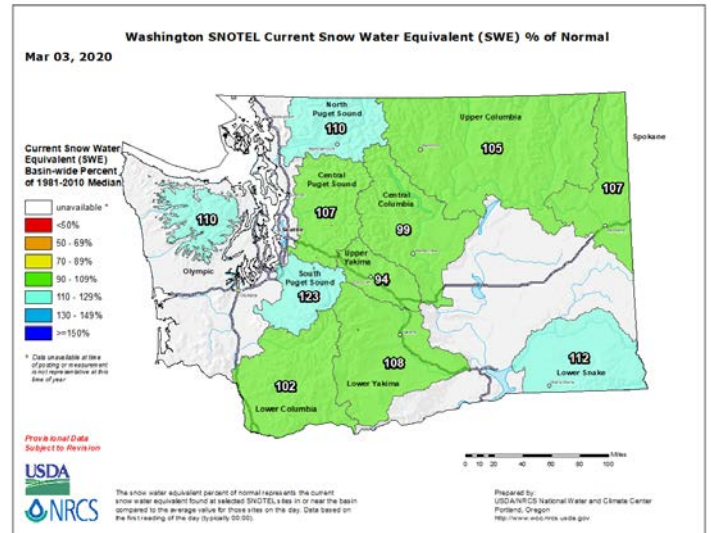 Washington SNOTEL Current Snow Water Equivalent (SWE) % of Normal
Mar 03, 2020
Current Snow Water
Equivalent (SWE)
Basin-wide Percent
of 1981-2010 Median
unavailable *
<50%
50 - 69%
70 - 89%
90 - 109%
110 - 129%
130 - 149%
>=150%
* Data unavailable at time
of posting or measurement
is not representative at this
time of year
North
Puget Sound
110
Upper Columbia
105
Spokane
107
Central
Puget Sound
107
Central
Columbia
99
110
Olympic
Seattle
Upper
Yakima
94
South
Puget Sound
123
102
Lower Columbia
108
Lower Yakima
112
Lower Snake
Provisional Data
Subject to Revision
Miles
0 10 20 40 60 80 100
USDA
NRCS
The snow water equivalent percent of normal represents the current
snow water equivalent found at selected SNOTEL sites in or near the basin
compared to the average value for those sites on this day. Data based on
the first reading of the day (typically 00:00).
Prepared by:
USDA/NRCS National Water and Climate Center
Portland, Oregon
http://www.wcc.nrcs.usda.gov